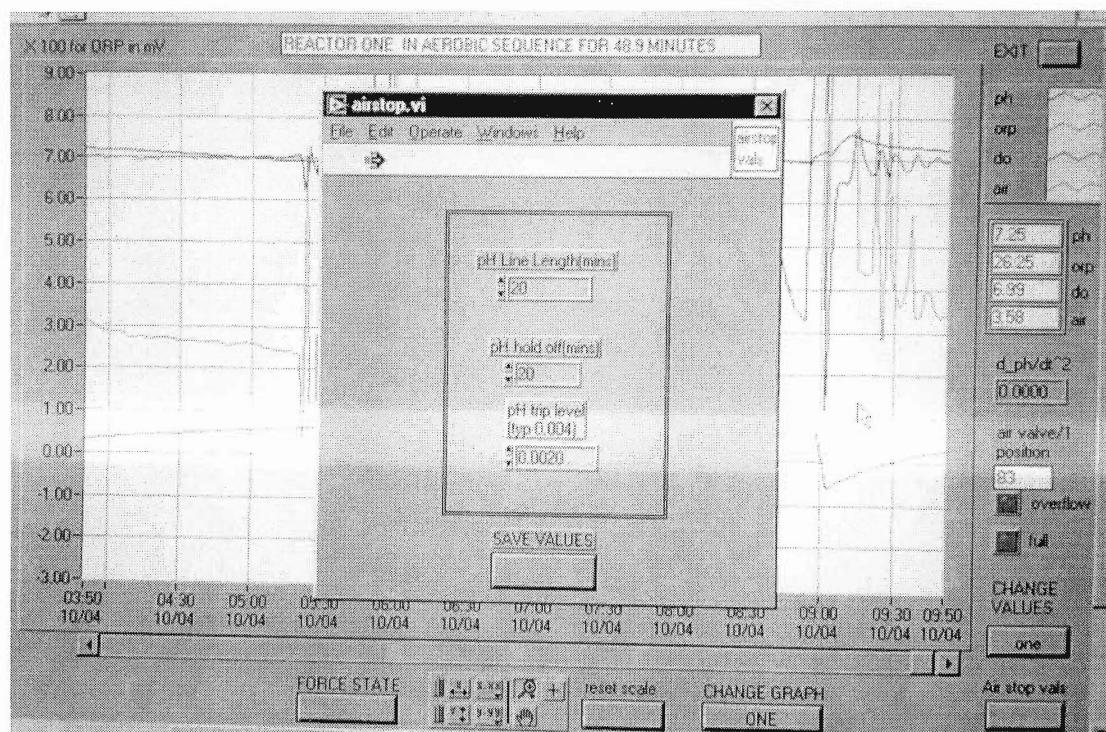 X 100 for ORP in mV
REACTOR ONE IN AEROBIC SEQUENCE FOR 48.9 MINUTES
EXIT
9.00
8.00
7.00
6.00
5.00
4.00
3.00
2.00
1.00
0.00
-1.00
-2.00
-3.00
airstop.vi
File Edit Operate Windows Help
airstop
vals
pH Line Length(mins)
20
pH hold off(mins)
20
pH trip level
(typ 0.004)
0.0020
SAVE VALUES
ph
orp
do
air
7.25 ph
26.25 orp
6.99 do
3.58 air
d_ph/dt^2
0.0000
air valve/1
position
83
overflow
full
CHANGE
VALUES
one
03:50 04:30 05:00 05:30 06:00 06:30 07:00 07:30 08:00 08:30 09:00 09:30 09:50
10/04 10/04 10/04 10/04 10/04 10/04 10/04 10/04 10/04 10/04 10/04 10/04 10/04
FORCE STATE
reset scale
CHANGE GRAPH
ONE
Air stop vals